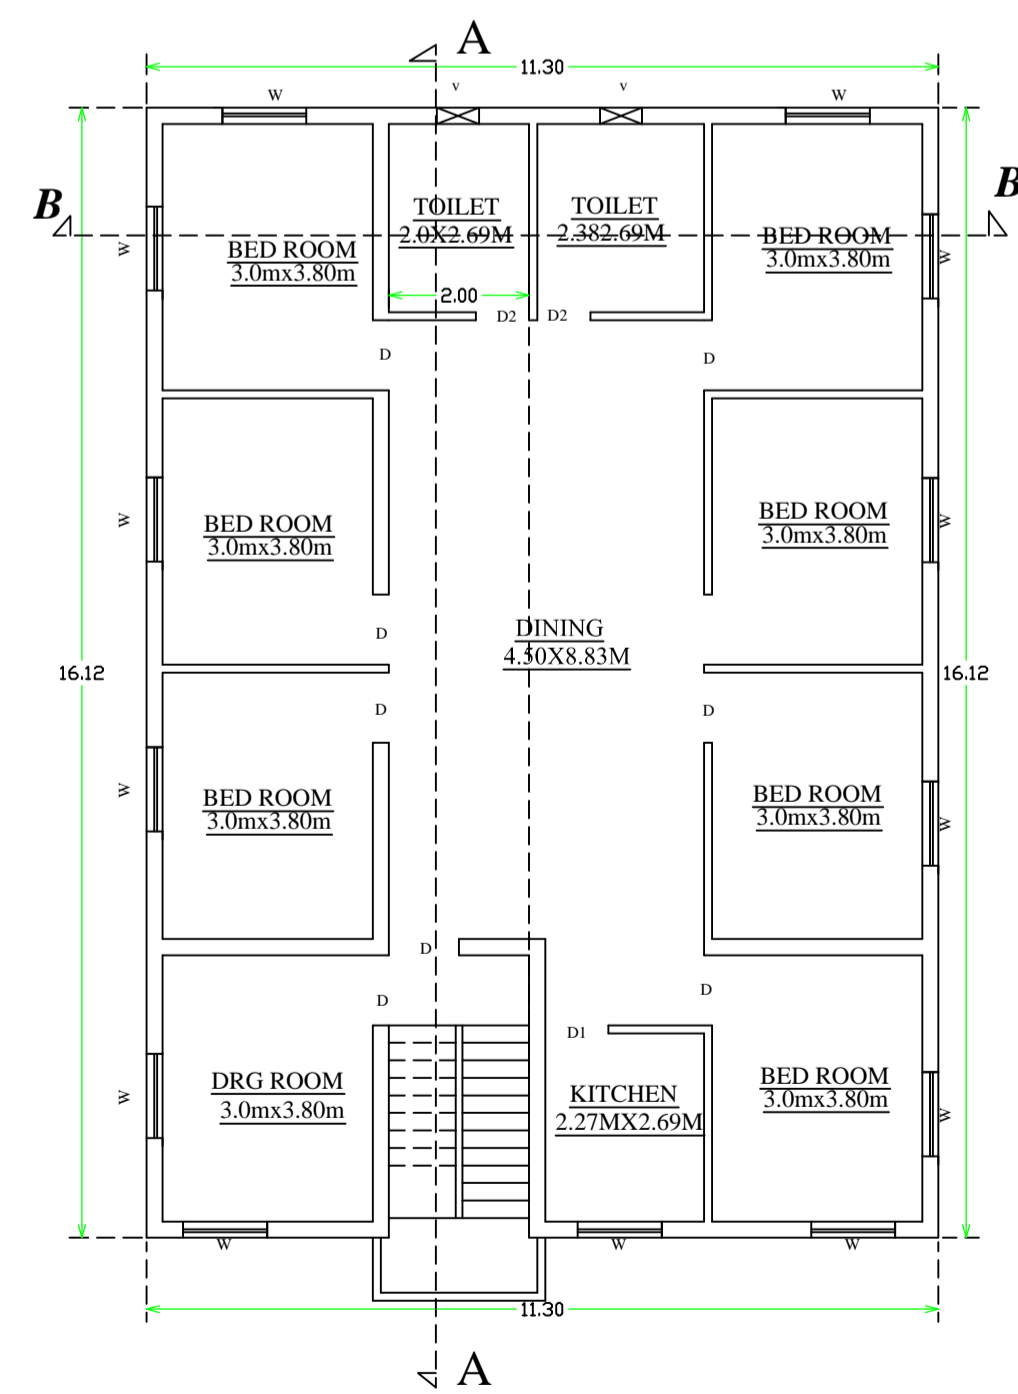 A
11.30
W
v
v
W
B
B
TOILET
2.0X2.69M
TOILET
2.382.69M
W
BED ROOM
3.0mx3.80m
BED ROOM
3.0mx3.80m
W
2.00
D2
D2
D
D
W
BED ROOM
3.0mx3.80m
BED ROOM
3.0mx3.80m
W
D
DINING
4.50X8.83M
16.12
16.12
D
D
W
BED ROOM
3.0mx3.80m
BED ROOM
3.0mx3.80m
W
D
D
D
D1
W
DRG ROOM
3.0mx3.80m
KITCHEN
2.27MX2.69M
BED ROOM
3.0mx3.80m
W
W
W
W
11.30
A